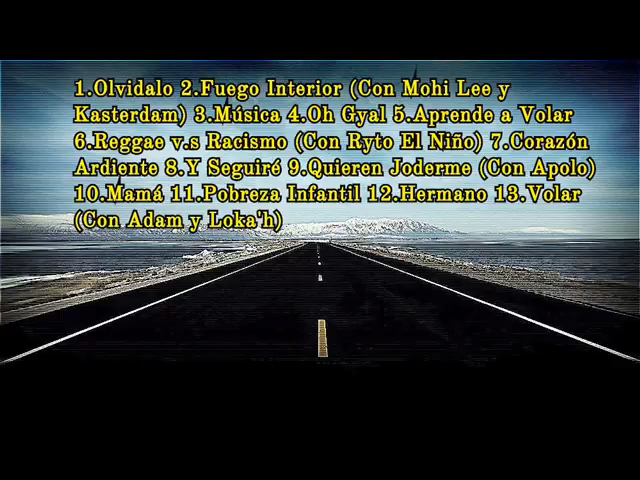 1.Olvidalo 2.Fuego Interior (Con Mohi Lee y
Kasterdam) 3.Música 4.Oh Gyal 5.Aprende a Volar
6.Reggae v.s Racismo (Con Ryto El Niño) 7.Corazón
Ardiente 8.Y Seguiré 9.Quieren Joderme (Con Apolo)
10.Mamá 11.Pobreza Infantil 12.Hermano 13.Volar
(Con Adam y Loka'h)